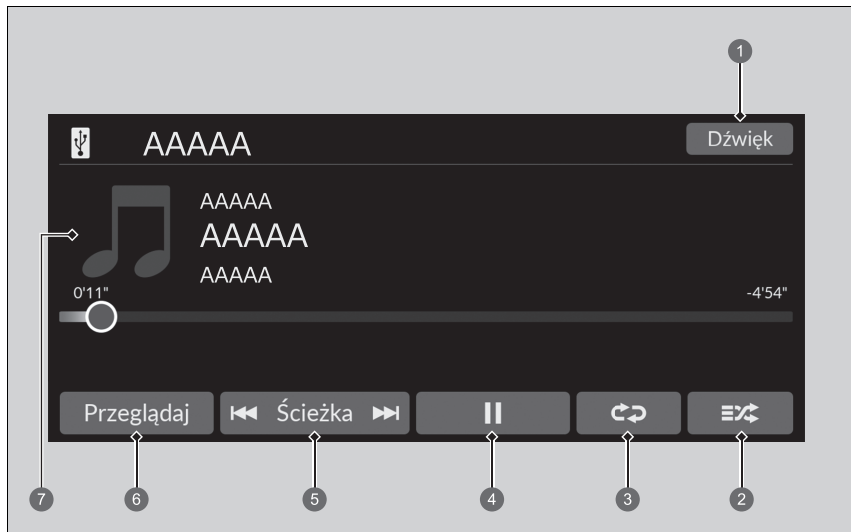 1
AAAAA
Dźwięk
AAAAA
AAAAA
AAAAA
7
0'11"
-4'54"
Przeglądaj
Ścieżka
6
5
4
3
2